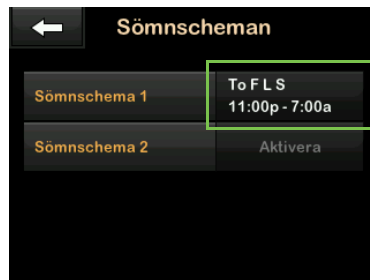 Sömnscheman
Sömnschema 1
To F L S
11:00p - 7:00a
Sömnschema 2
Aktivera